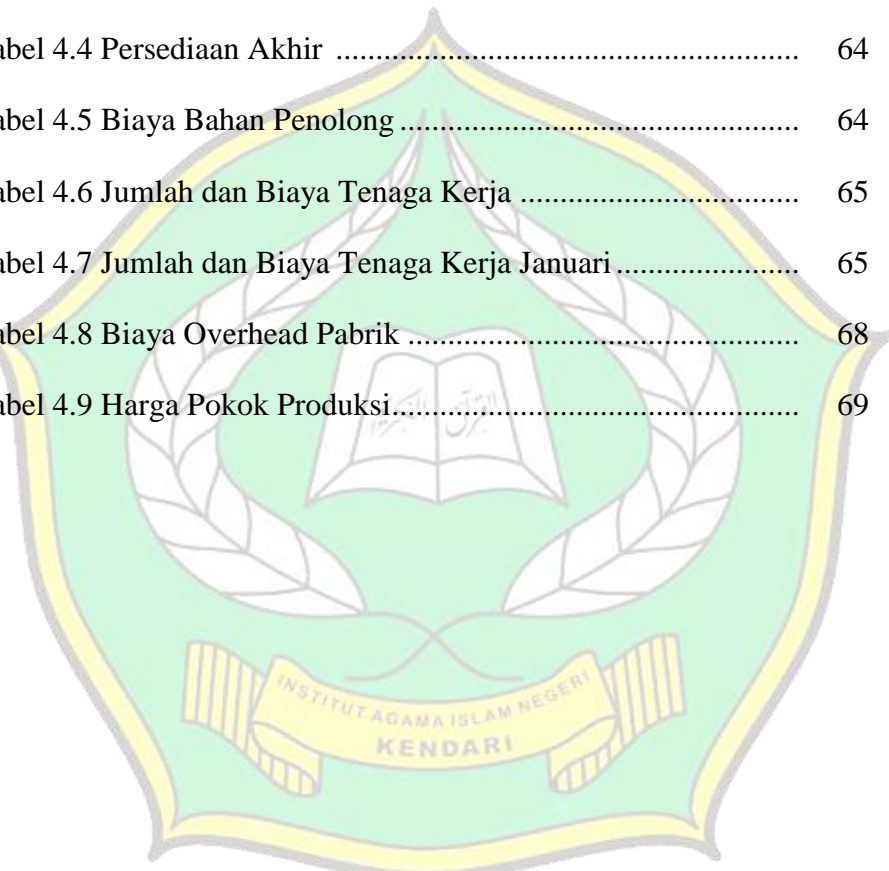 abel 4.4 Persediaan Akhir ........................................................... 64
abel 4.5 Biaya Bahan Penolong ................................................... 64
abel 4.6 Jumlah dan Biaya Tenaga Kerja .................................... 65
abel 4.7 Jumlah dan Biaya Tenaga Kerja Januari ........................ 65
abel 4.8 Biaya Overhead Pabrik .................................................. 68
abel 4.9 Harga Pokok Produksi.................................................... 69
INSTITUT AGAMA ISLAM NEGERI
KENDARI